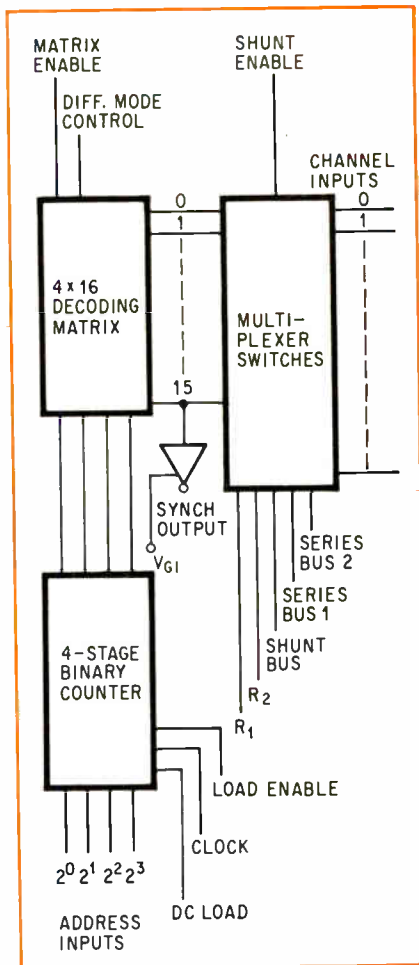 MATRIX
ENABLE
DIFF. MODE
CONTROL
SHUNT
ENABLE
CHANNEL
INPUTS
0
1
0
1
4 x 16
DECODING
MATRIX
MULTI-
PLEXER
SWITCHES
15
SYNCH
OUTPUT
VG1
SERIES
BUS 2
SERIES
BUS 1
SHUNT
BUS
R2
R1
4-STAGE
BINARY
COUNTER
LOAD ENABLE
CLOCK
DC LOAD
2⁰ 2¹ 2² 2³
ADDRESS
INPUTS